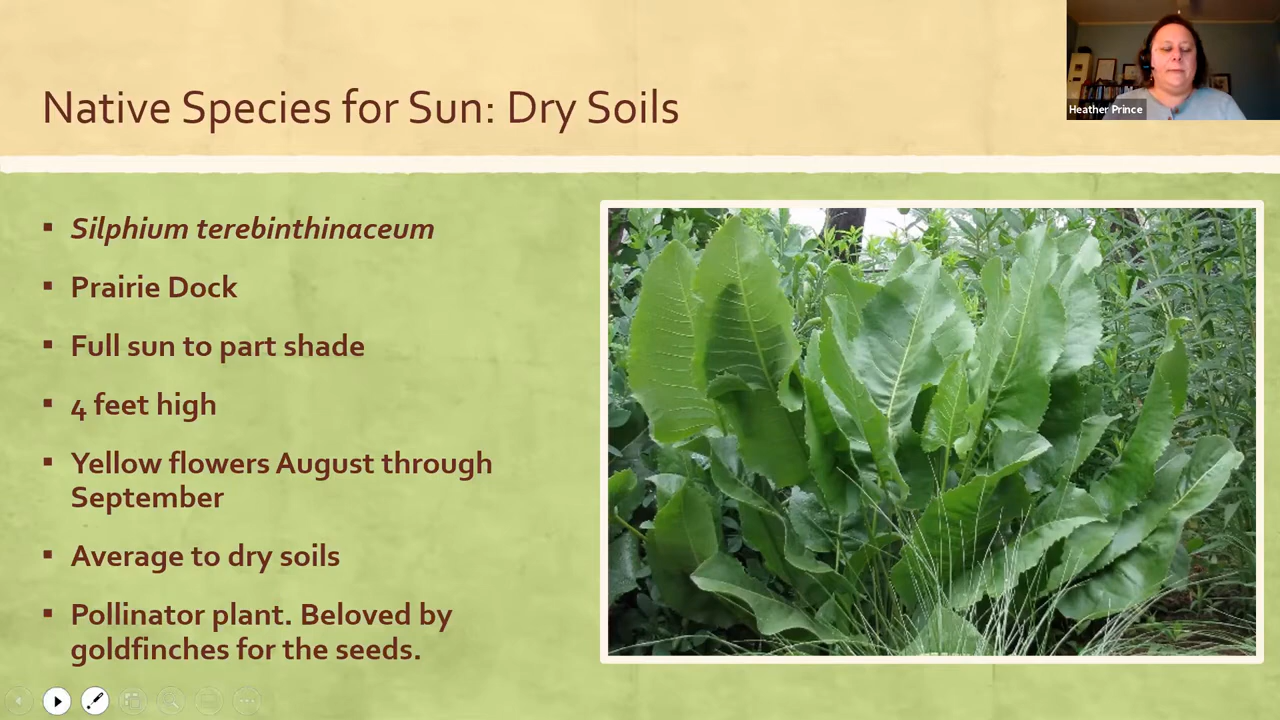 Native Species for Sun: Dry Soils
Heather Prince
▪ Silphium terebinthinaceum
▪ Prairie Dock
▪ Full sun to part shade
▪ 4 feet high
▪ Yellow flowers August through
September
▪ Average to dry soils
▪ Pollinator plant. Beloved by
goldfinches for the seeds.